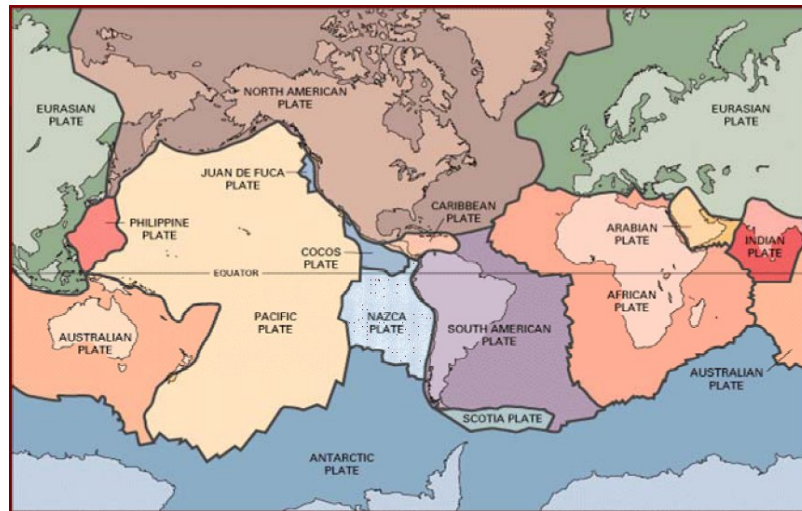 NORTH AMERICAN
PLATE
EURASIAN
PLATE
EURASIAN
PLATE
JUAN DE FUCA
PLATE
CARIBBEAN
PLATE
PHILIPPINE
PLATE
ARABIAN
PLATE
INDIAN
PLATE
COCOS
PLATE
EQUATOR
AUSTRALIAN
PLATE
PACIFIC
PLATE
NAZCA
PLATE
SOUTH AMERICAN
PLATE
AFRICAN
PLATE
AUSTRALIAN
PLATE
SCOTIA PLATE
ANTARCTIC
PLATE